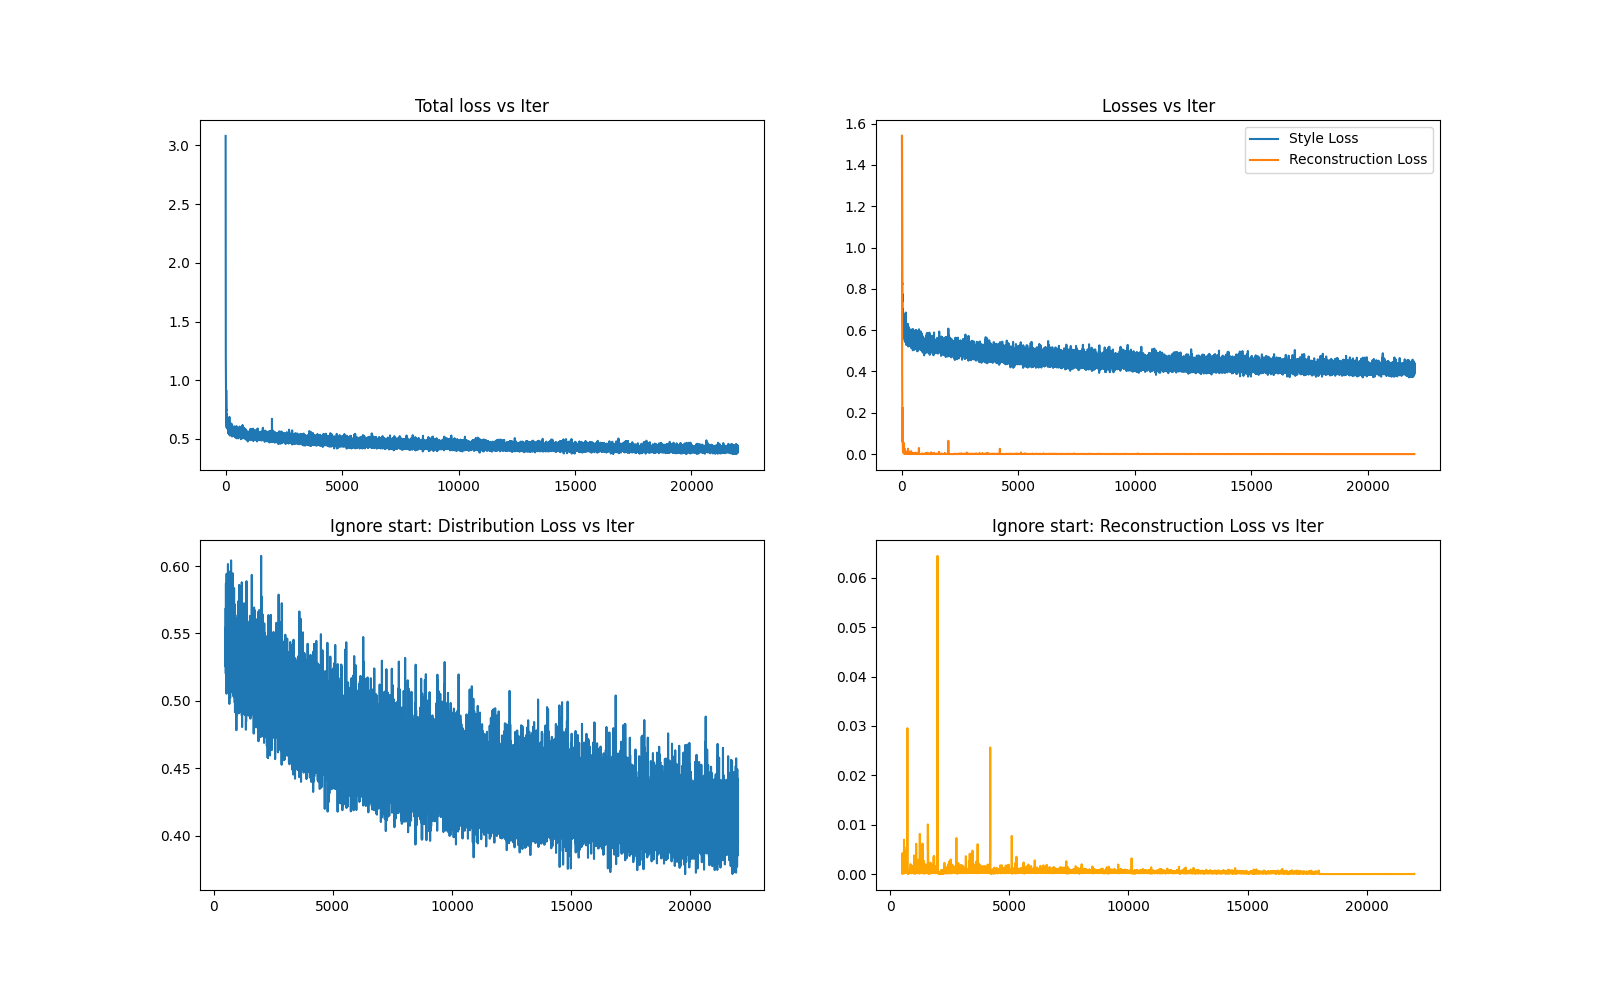 Total loss vs Iter
3.0
2.5
2.0
1.5
1.0
0.5
0 5000 10000 15000 20000
Losses vs Iter
1.6
1.4
1.2
1.0
0.8
0.6
0.4
0.2
0.0
Style Loss
Reconstruction Loss
0 5000 10000 15000 20000
Ignore start: Distribution Loss vs Iter
0.60
0.55
0.50
0.45
0.40
0 5000 10000 15000 20000
Ignore start: Reconstruction Loss vs Iter
0.06
0.05
0.04
0.03
0.02
0.01
0.00
0 5000 10000 15000 20000